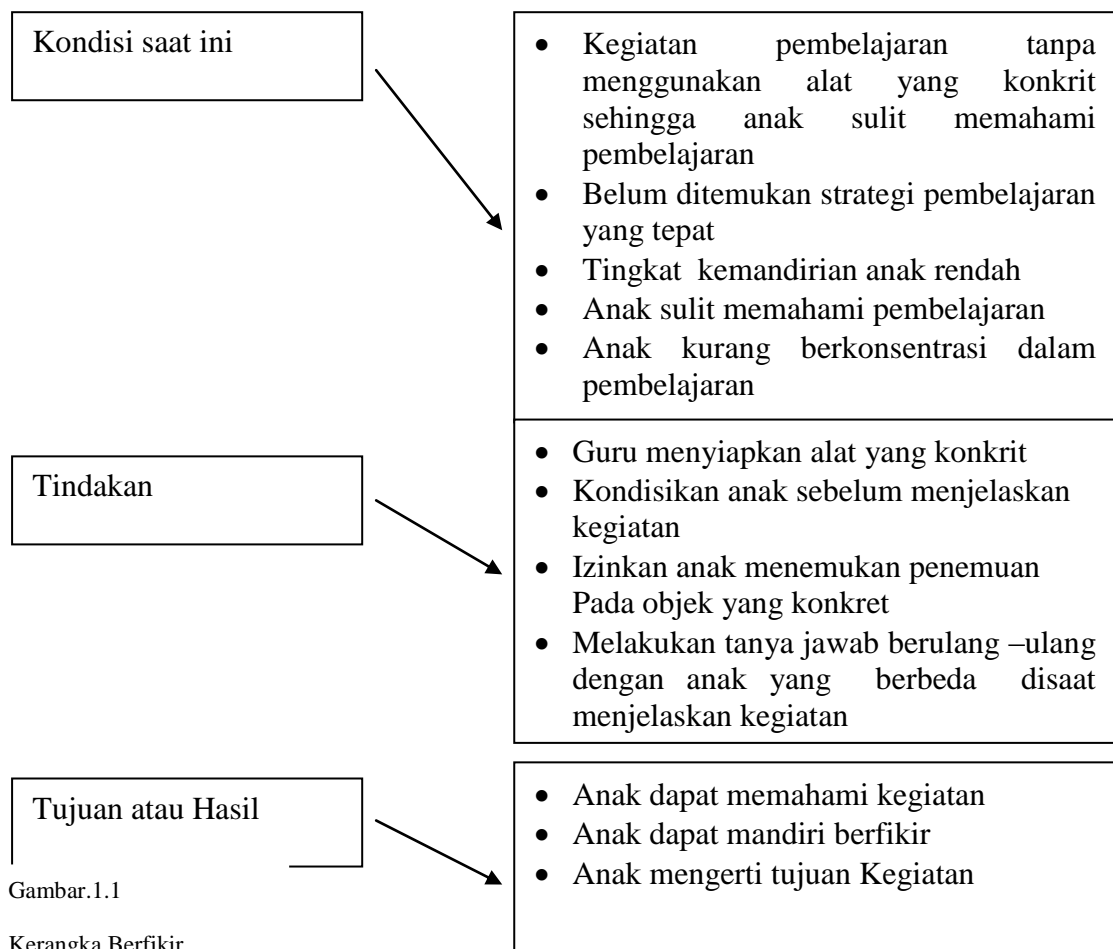 Kondisi saat ini
• Kegiatan pembelajaran tanpa
menggunakan alat yang konkrit
sehingga anak sulit memahami
pembelajaran
• Belum ditemukan strategi pembelajaran
yang tepat
• Tingkat kemandirian anak rendah
• Anak sulit memahami pembelajaran
• Anak kurang berkonsentrasi dalam
pembelajaran
Tindakan
• Guru menyiapkan alat yang konkrit
• Kondisikan anak sebelum menjelaskan
kegiatan
• Izinkan anak menemukan penemuan
Pada objek yang konkret
• Melakukan tanya jawab berulang –ulang
dengan anak yang berbeda disaat
menjelaskan kegiatan
Tujuan atau Hasil
• Anak dapat memahami kegiatan
• Anak dapat mandiri berfikir
• Anak mengerti tujuan Kegiatan
Gambar.1.1
Kerangka Berfikir